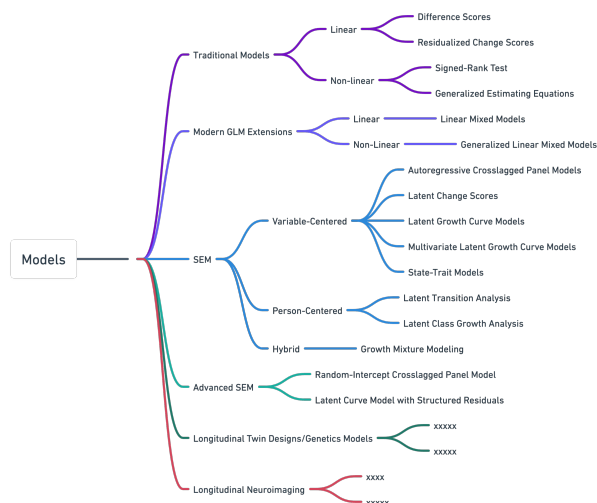 Models
Traditional Models
Linear
Difference Scores
Residualized Change Scores
Non-linear
Signed-Rank Test
Generalized Estimating Equations
Modern GLM Extensions
Linear
Linear Mixed Models
Non-Linear
Generalized Linear Mixed Models
SEM
Variable-Centered
Autoregressive Crosslagged Panel Models
Latent Change Scores
Latent Growth Curve Models
Multivariate Latent Growth Curve Models
State-Trait Models
Person-Centered
Latent Transition Analysis
Latent Class Growth Analysis
Hybrid
Growth Mixture Modeling
Advanced SEM
Random-Intercept Crosslagged Panel Model
Latent Curve Model with Structured Residuals
Longitudinal Twin Designs/Genetics Models
xxxxx
xxxxx
Longitudinal Neuroimaging
xxxx
xxxxx